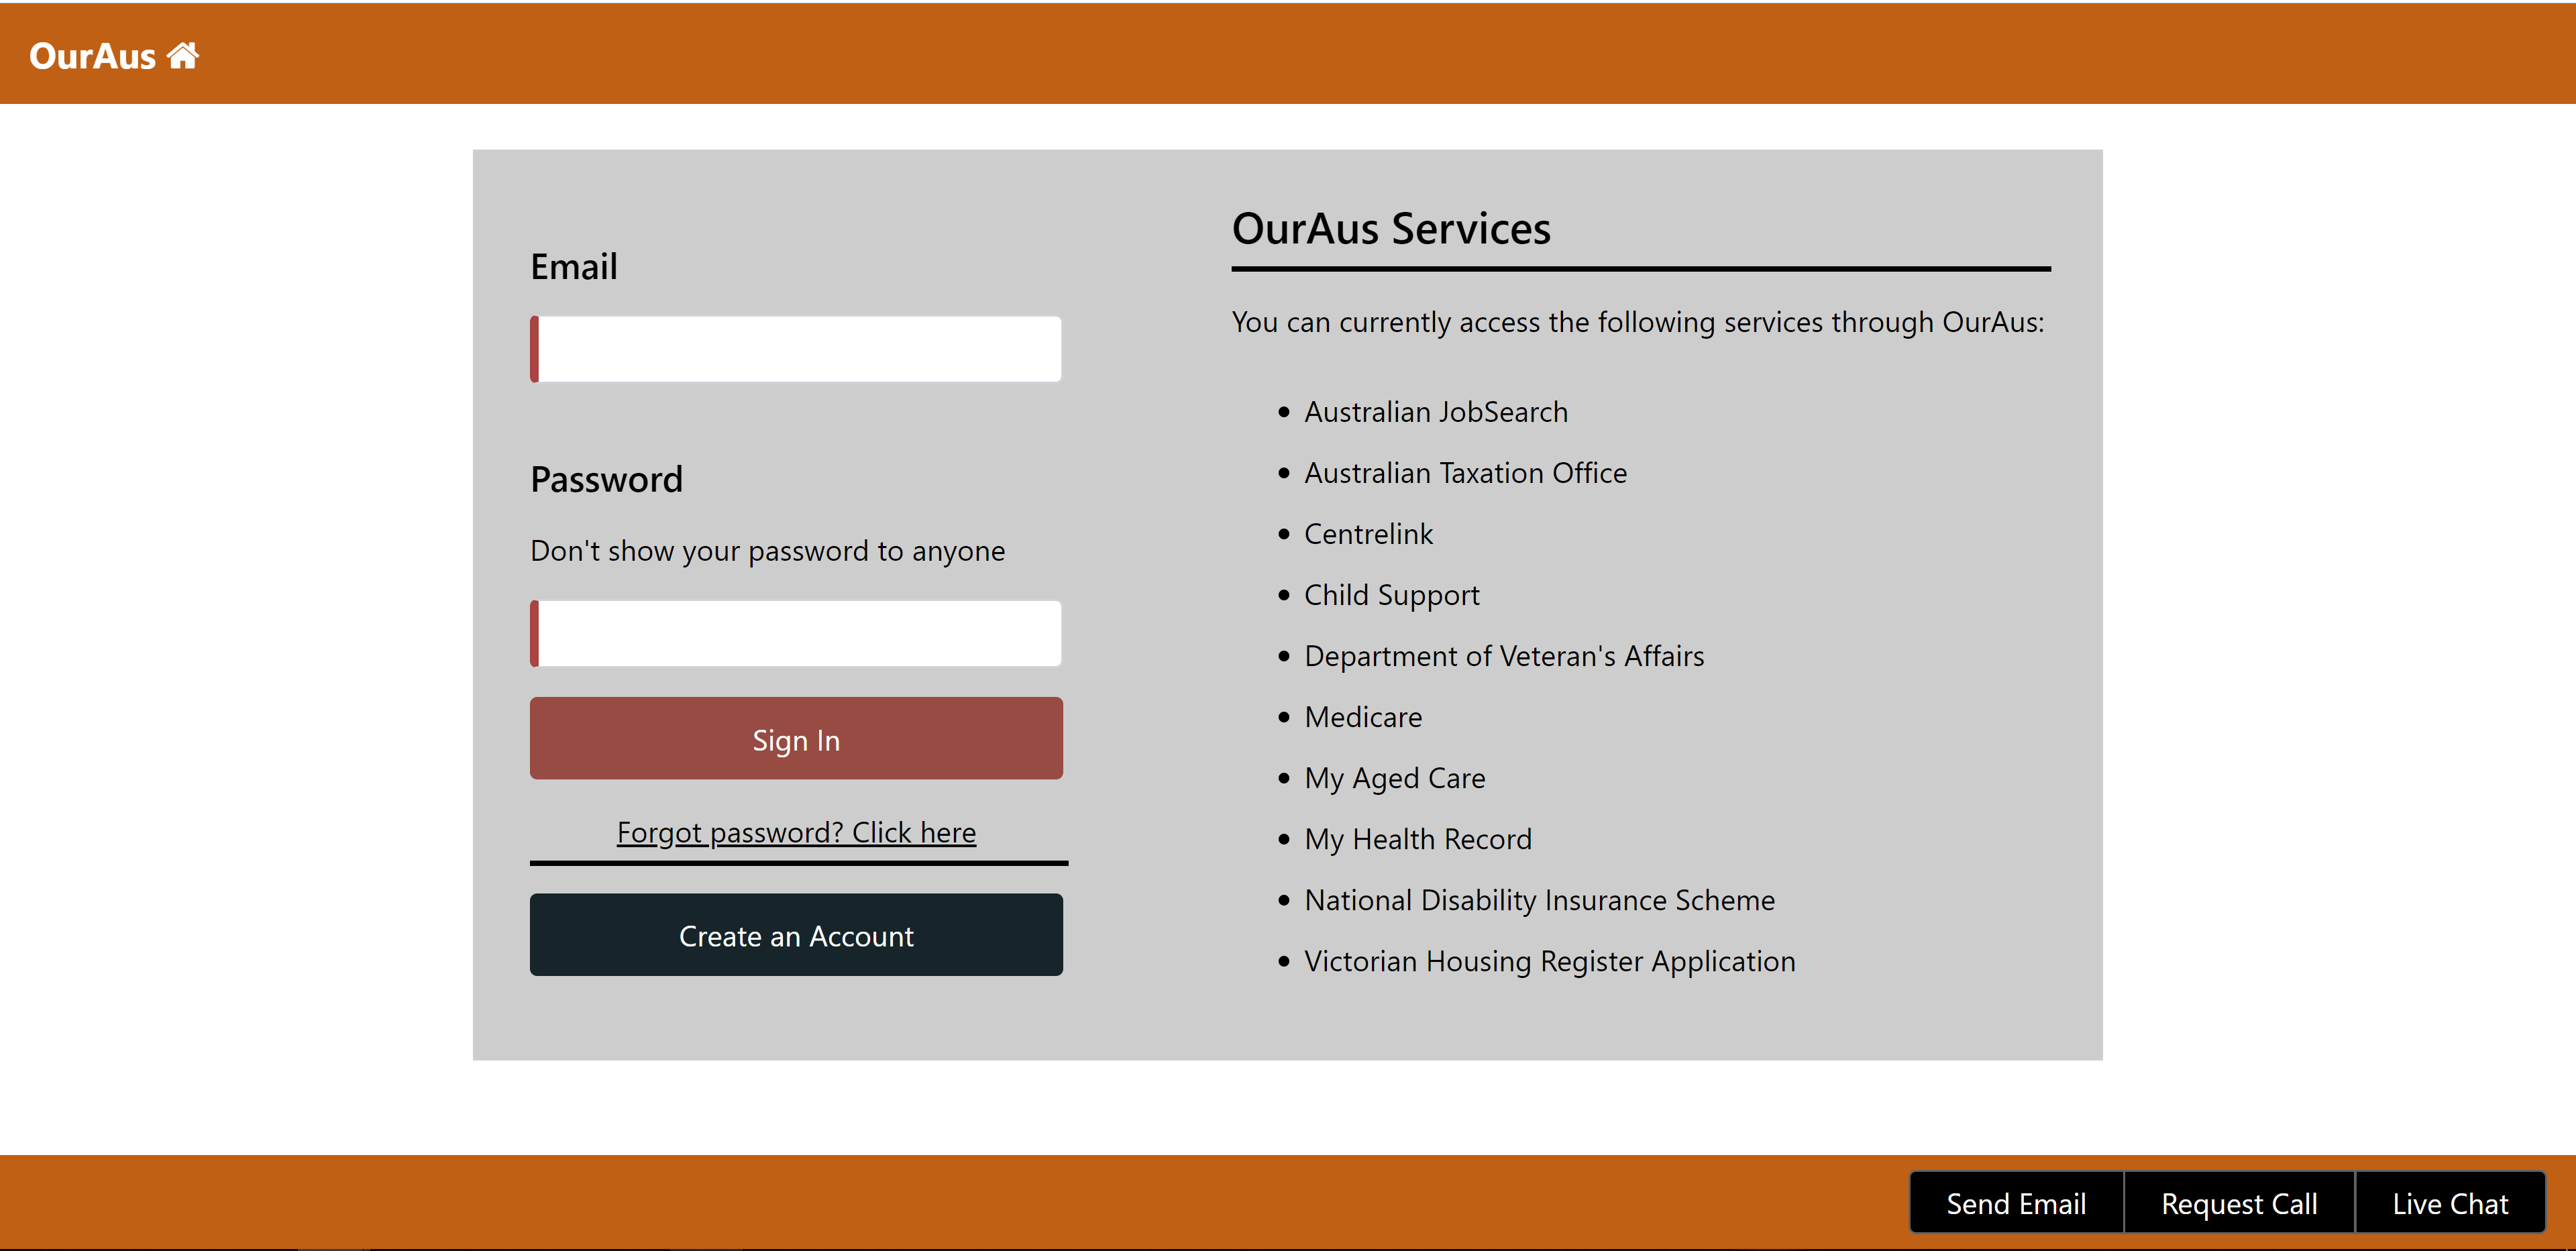 OurAus
Email
Password
Don't show your password to anyone
Sign In
Forgot password? Click here
Create an Account
OurAus Services
You can currently access the following services through OurAus:
Australian JobSearch
Australian Taxation Office
Centrelink
Child Support
Department of Veteran's Affairs
Medicare
My Aged Care
My Health Record
National Disability Insurance Scheme
Victorian Housing Register Application
Send Email
Request Call
Live Chat